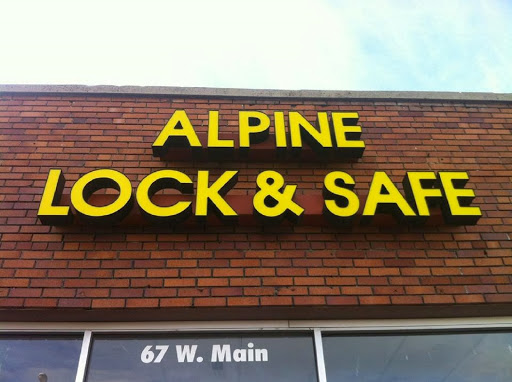 ALPINE
LOCK & SAFE
67 W. Main